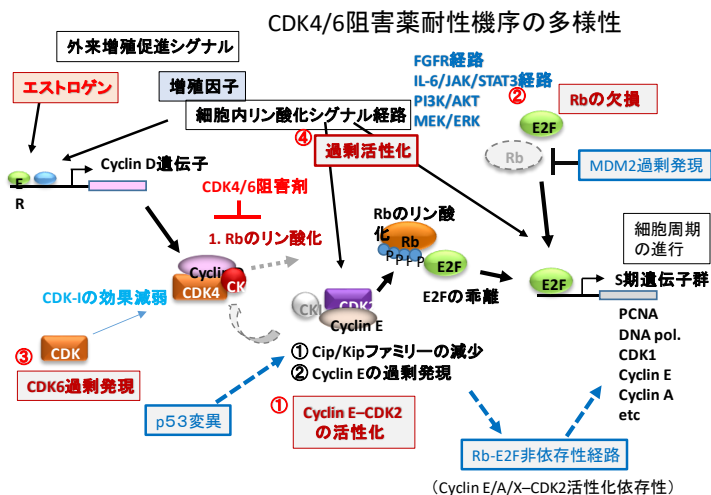 CDK4/6阻害薬耐性機序の多様性
外来増殖促進シグナル
エストロゲン
増殖因子
細胞内リン酸化シグナル経路
FGFR経路
IL-6/JAK/STAT3経路
PI3K/AKT
MEK/ERK
②
Rbの欠損
E2F
Rb
MDM2過剰発現
④
過剰活性化
E
R
Cyclin D遺伝子
CDK4/6阻害剤
1. Rbのリン酸化
Rbのリン酸
化
Rb
P P P P
E2F
E2Fの乖離
細胞周期
の進行
E2F
S期遺伝子群
PCNA
DNA pol.
CDK1
Cyclin E
Cyclin A
etc
Cyclin
CDK4
CK
CDK-Iの効果減弱
③
CDK
CDK6過剰発現
CKI
CDK
Cyclin E
① Cip/Kipファミリーの減少
② Cyclin Eの過剰発現
p53変異
①
Cyclin E–CDK2
の活性化
Rb-E2F非依存性経路
（Cyclin E/A/X–CDK2活性化依存性）